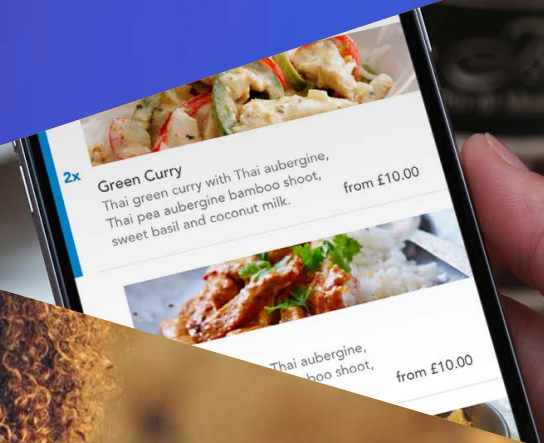 2x
Green Curry
Thai green curry with Thai aubergine,
Thai pea aubergine bamboo shoot,
sweet basil and coconut milk.
from £10.00
Thai aubergine,
boo shoot,
from £10.00